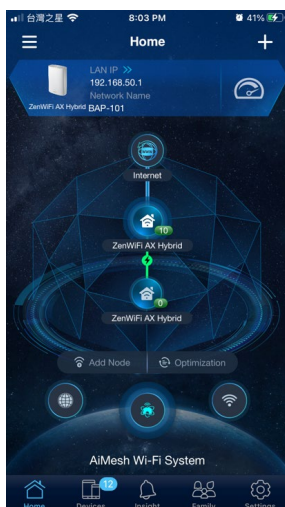 台灣之星 8:03 PM 41%
Home
LAN IP
192.168.50.1
Network Name
ZenWiFi AX Hybrid BAP-101
Internet
10
ZenWiFi AX Hybrid
0
ZenWiFi AX Hybrid
Add Node Optimization
AiMesh Wi-Fi System
12
Home Devices Insight Family Settings